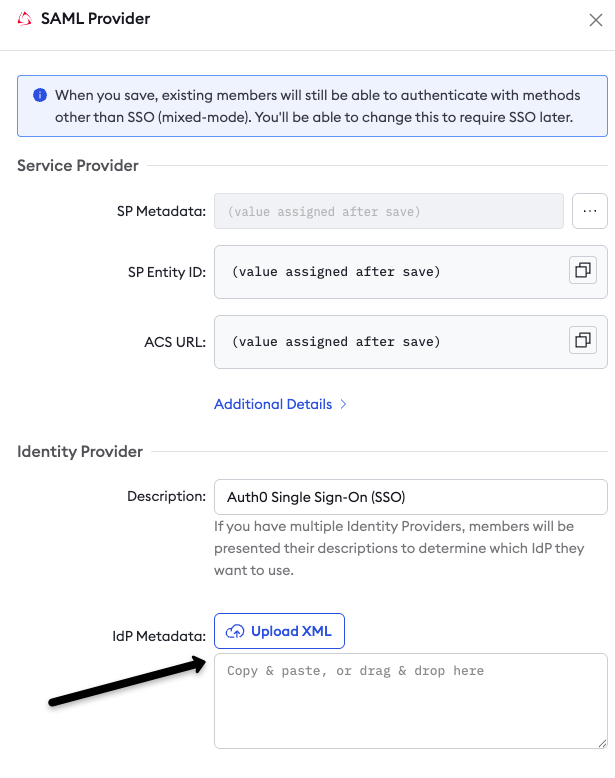 SAML Provider
When you save, existing members will still be able to authenticate with methods
other than SSO (mixed-mode). You'll be able to change this to require SSO later.
Service Provider
SP Metadata: (value assigned after save) ...
SP Entity ID: (value assigned after save)
ACS URL: (value assigned after save)
Additional Details
Identity Provider
Description: Auth0 Single Sign-On (SSO)
If you have multiple Identity Providers, members will be
presented their descriptions to determine which IdP they
want to use.
IdP Metadata: Upload XML
Copy & paste, or drag & drop here